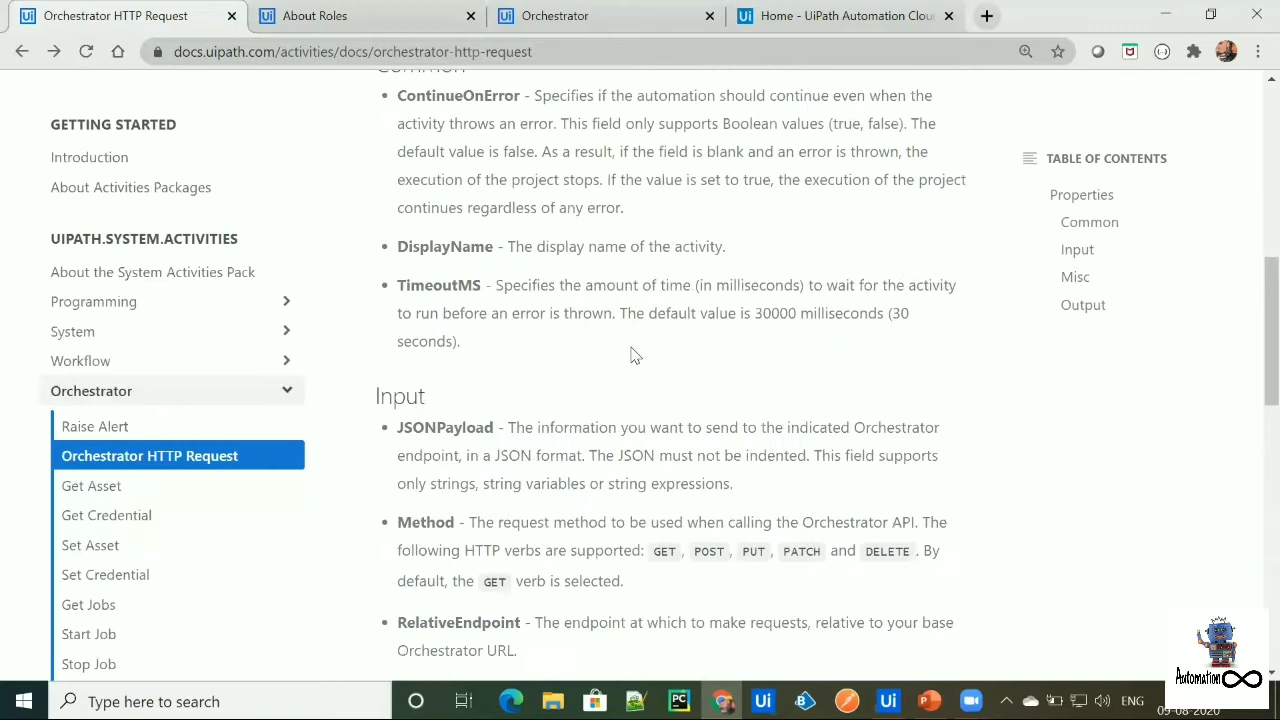 Orchestrator HTTP Request
About Roles
Orchestrator
Home - UiPath Automation Clou
docs.uipath.com/activities/docs/orchestrator-http-request
GETTING STARTED
Introduction
About Activities Packages
UIPATH.SYSTEM.ACTIVITIES
About the System Activities Pack
Programming
System
Workflow
Orchestrator
Raise Alert
Orchestrator HTTP Request
Get Asset
Get Credential
Set Asset
Set Credential
Get Jobs
Start Job
Stop Job
Common
ContinueOnError - Specifies if the automation should continue even when the
activity throws an error. This field only supports Boolean values (true, false). The
default value is false. As a result, if the field is blank and an error is thrown, the
execution of the project stops. If the value is set to true, the execution of the project
continues regardless of any error.
DisplayName - The display name of the activity.
TimeoutMS - Specifies the amount of time (in milliseconds) to wait for the activity
to run before an error is thrown. The default value is 30000 milliseconds (30
seconds).
Input
JSONPayload - The information you want to send to the indicated Orchestrator
endpoint, in a JSON format. The JSON must not be indented. This field supports
only strings, string variables or string expressions.
Method - The request method to be used when calling the Orchestrator API. The
following HTTP verbs are supported: GET, POST, PUT, PATCH and DELETE. By
default, the GET verb is selected.
RelativeEndpoint - The endpoint at which to make requests, relative to your base
Orchestrator URL.
TABLE OF CONTENTS
Properties
Common
Input
Misc
Output
Automation
Type here to search
ENG
09-08-2020